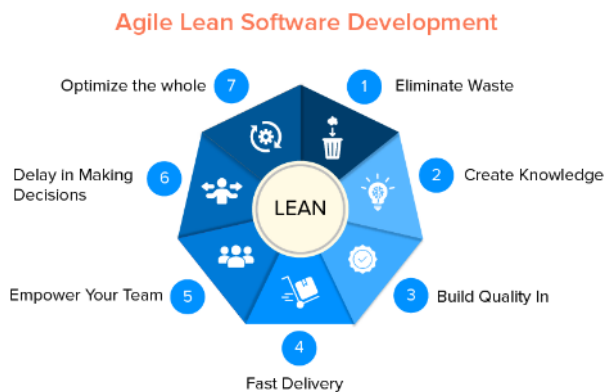 Agile Lean Software Development
1
Eliminate Waste
2
Create Knowledge
3
Build Quality In
4
Fast Delivery
5
Empower Your Team
6
Delay in Making
Decisions
7
Optimize the whole
LEAN